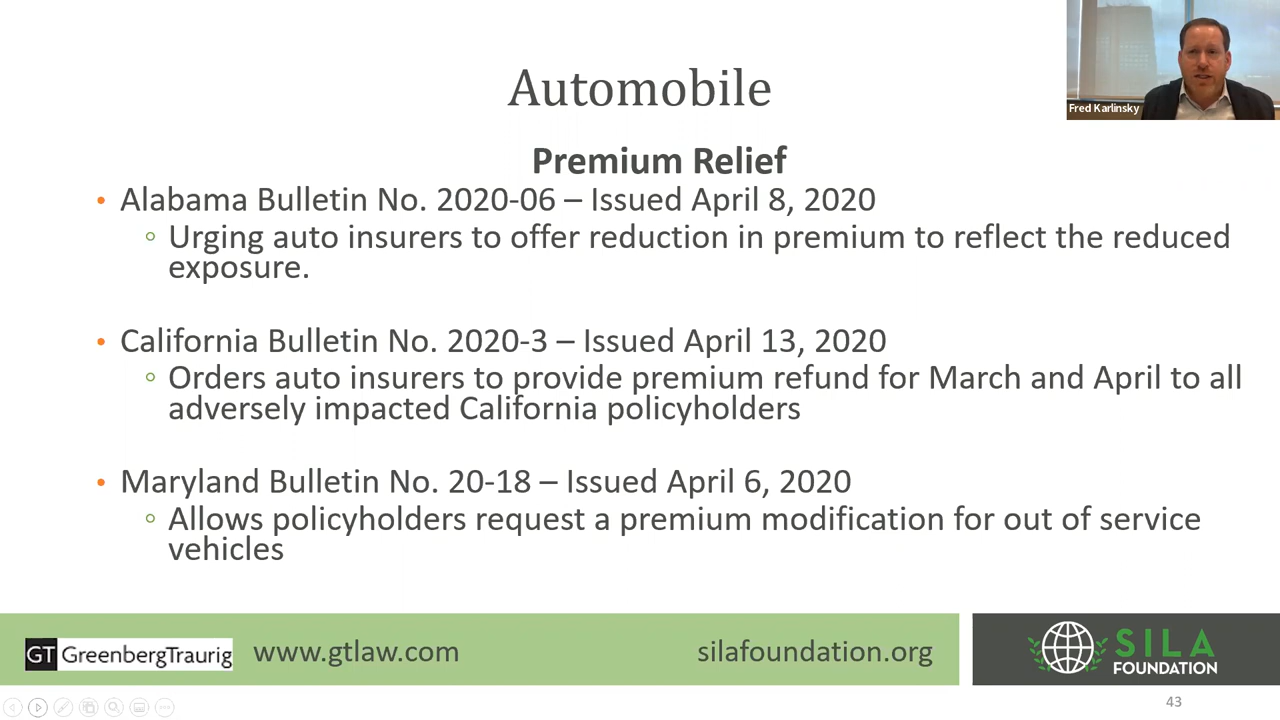 Automobile
Fred Karlinsky
Premium Relief
• Alabama Bulletin No. 2020-06 – Issued April 8, 2020
◦ Urging auto insurers to offer reduction in premium to reflect the reduced
exposure.
• California Bulletin No. 2020-3 – Issued April 13, 2020
◦ Orders auto insurers to provide premium refund for March and April to all
adversely impacted California policyholders
• Maryland Bulletin No. 20-18 – Issued April 6, 2020
◦ Allows policyholders request a premium modification for out of service
vehicles
GT GreenbergTraurig
www.gtlaw.com
silafoundation.org
SILA
FOUNDATION
43